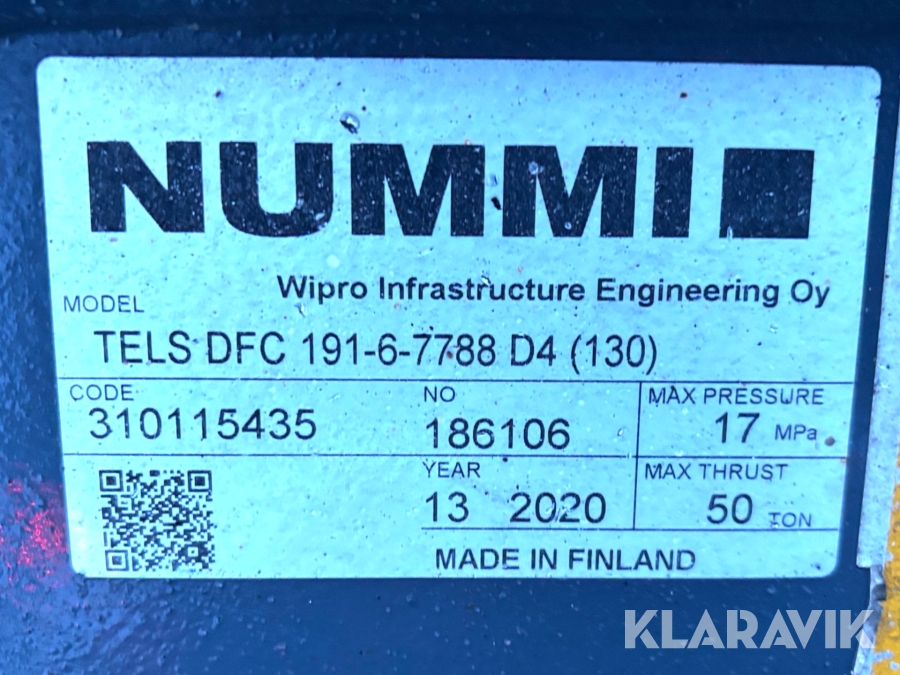 NUMMI
Wipro Infrastructure Engineering Oy
MODEL
TELS DFC 191-6-7788 D4 (130)
CODE
310115435
NO
186106
MAX PRESSURE
17 MPa
YEAR
13 2020
MAX THRUST
50 TON
MADE IN FINLAND
KLARAVIK